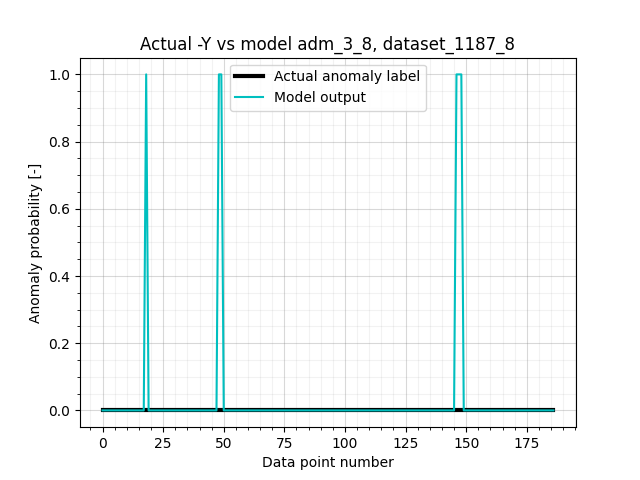 Actual -Y vs model adm_3_8, dataset_1187_8
Actual anomaly label
Model output
Anomaly probability [-]
1.0
0.8
0.6
0.4
0.2
0.0
0 25 50 75 100 125 150 175
Data point number